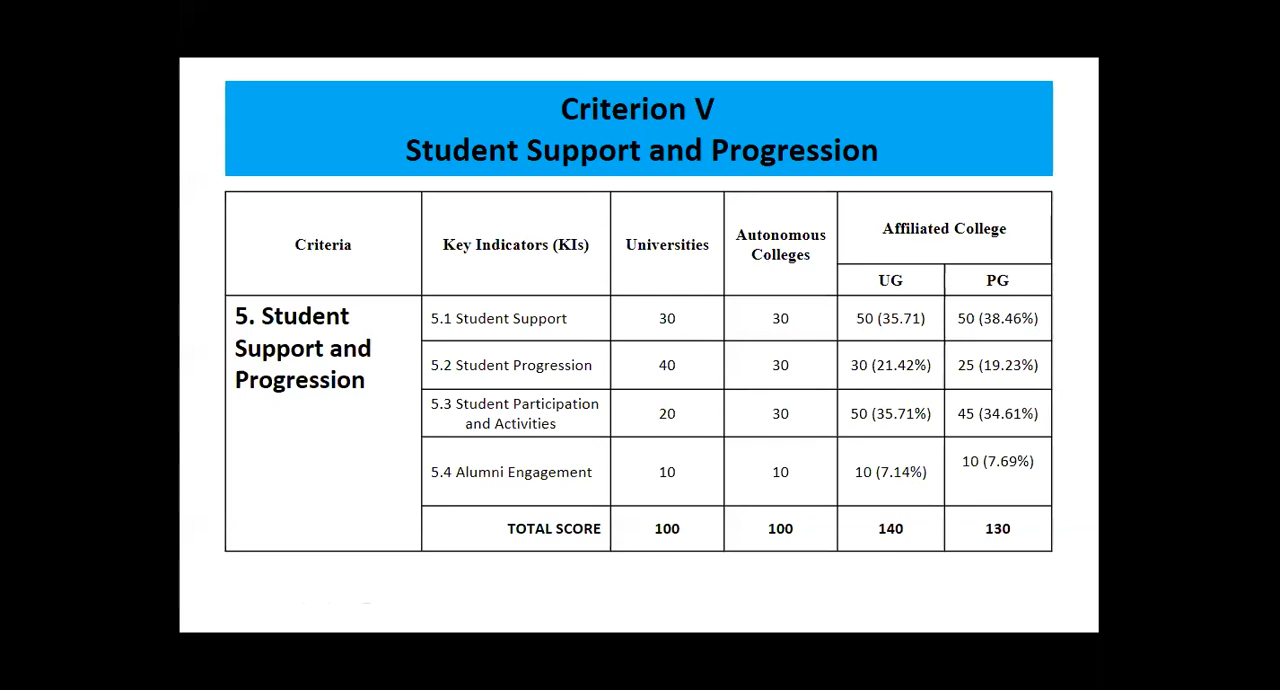 Criterion V
Student Support and Progression
Criteria
Key Indicators (KIs)
Universities
Autonomous
Colleges
Affiliated College
UG
PG
5. Student
Support and
Progression
5.1 Student Support
30
30
50 (35.71)
50 (38.46%)
5.2 Student Progression
40
30
30 (21.42%)
25 (19.23%)
5.3 Student Participation
and Activities
20
30
50 (35.71%)
45 (34.61%)
5.4 Alumni Engagement
10
10
10 (7.14%)
10 (7.69%)
TOTAL SCORE
100
100
140
130